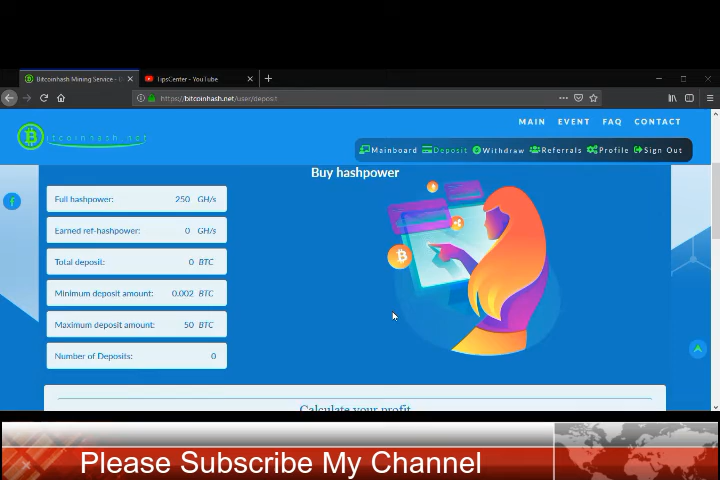 Bitcoinhash Mining Service -
TipsCenter - YouTube
https://bitcoinhash.net/user/deposit
MAIN EVENT FAQ CONTACT
itcoinhash.net
Mainboard Deposit Withdraw Referrals Profile Sign Out
Buy hashpower
Full hashpower: 250 GH/s
Earned ref-hashpower: 0 GH/s
Total deposit: 0 BTC
Minimum deposit amount: 0.002 BTC
Maximum deposit amount: 50 BTC
Number of Deposits: 0
Calculate your profit
Please Subscribe My Channel